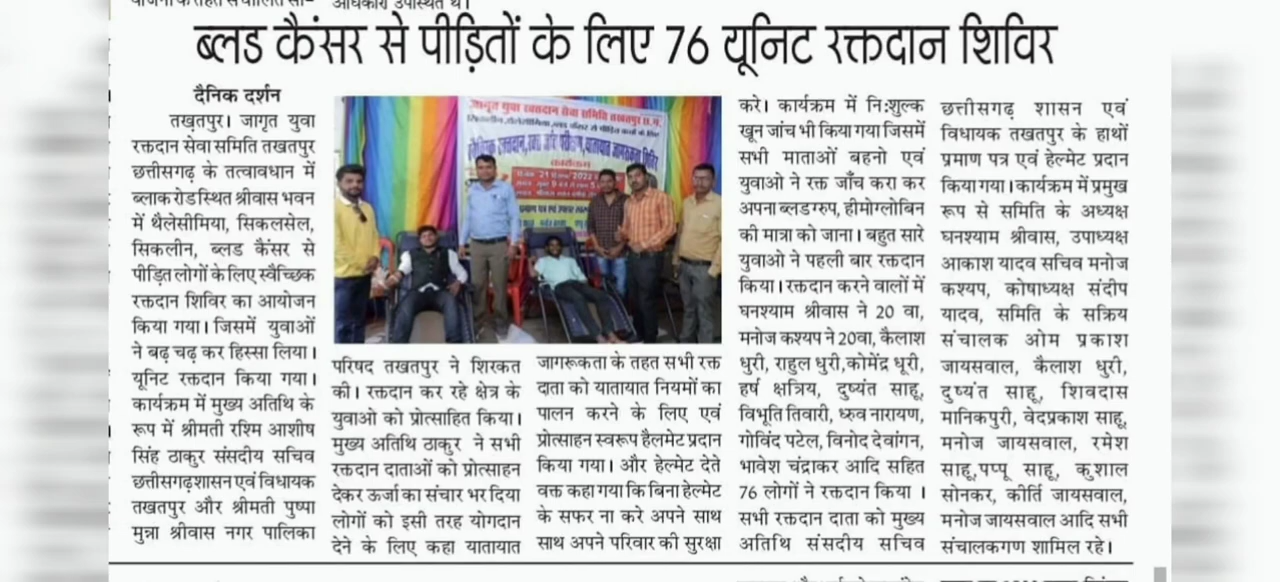 अधिकारी उपस्थित थे।
ब्लड कैंसर से पीड़ितों के लिए 76 यूनिट रक्तदान शिविर
दैनिक दर्शन
तखतपुर। जागृत युवा
रक्तदान सेवा समिति तखतपुर
छत्तीसगढ़ के तत्वावधान में
ब्लाक रोड स्थित श्रीवास भवन
में थैलेसीमिया, सिकलसेल,
सिकलीन, ब्लड कैंसर से
पीड़ित लोगों के लिए स्वैच्छिक
रक्तदान शिविर का आयोजन
किया गया। जिसमें युवाओं
ने बढ़ चढ़ कर हिस्सा लिया।
यूनिट रक्तदान किया गया।
कार्यक्रम में मुख्य अतिथि के
रूप में श्रीमती रश्मि आशीष
सिंह ठाकुर संसदीय सचिव
छत्तीसगढ़ शासन एवं विधायक
तखतपुर और श्रीमती पुष्पा
मुन्ना श्रीवास नगर पालिका
जागृत युवा रक्तदान सेवा समिति तखतपुर छ.ग.
कार्यक्रम
परिषद तखतपुर ने शिरकत
की। रक्तदान कर रहे क्षेत्र के
युवाओं को प्रोत्साहित किया।
मुख्य अतिथि ठाकुर ने सभी
रक्तदान दाताओं को प्रोत्साहन
देकर ऊर्जा का संचार भर दिया
लोगों को इसी तरह योगदान
देने के लिए कहा यातायात
जागरूकता के तहत सभी रक्त
दाता को यातायात नियमों का
पालन करने के लिए एवं
प्रोत्साहन स्वरूप हैलमेट प्रदान
किया गया। और हेल्मेट देते
वक्त कहा गया कि बिना हेल्मेट
के सफर ना करे अपने साथ
साथ अपने परिवार की सुरक्षा
करे। कार्यक्रम में नि:शुल्क
खून जांच भी किया गया जिसमें
सभी माताओं बहनो एवं
युवाओ ने रक्त जाँच करा कर
अपना ब्लडग्रुप, हीमोग्लोबिन
की मात्रा को जाना। बहुत सारे
युवाओ ने पहली बार रक्तदान
किया। रक्तदान करने वालों में
घनश्याम श्रीवास ने 20 वा,
मनोज कश्यप ने 20वा, कैलाश
धुरी, राहुल धुरी,कोमेंद्र धूरी,
हर्ष क्षत्रिय, दुष्यंत साहू,
विभूति तिवारी, ध्रुव नारायण,
गोविंद पटेल, विनोद देवांगन,
भावेश चंद्राकर आदि सहित
76 लोगों ने रक्तदान किया ।
सभी रक्तदान दाता को मुख्य
अतिथि संसदीय सचिव
छत्तीसगढ़ शासन एवं
विधायक तखतपुर के हाथों
प्रमाण पत्र एवं हेल्मेट प्रदान
किया गया।कार्यक्रम में प्रमुख
रूप से समिति के अध्यक्ष
घनश्याम श्रीवास, उपाध्यक्ष
आकाश यादव सचिव मनोज
कश्यप, कोषाध्यक्ष संदीप
यादव, समिति के सक्रिय
संचालक ओम प्रकाश
जायसवाल, कैलाश धुरी,
दुष्यंत साहू, शिवदास
मानिकपुरी, वेदप्रकाश साहू,
मनोज जायसवाल, रमेश
साहू,पप्पू साहू, कुशाल
सोनकर, कीर्ति जायसवाल,
मनोज जायसवाल आदि सभी
संचालकगण शामिल रहे।